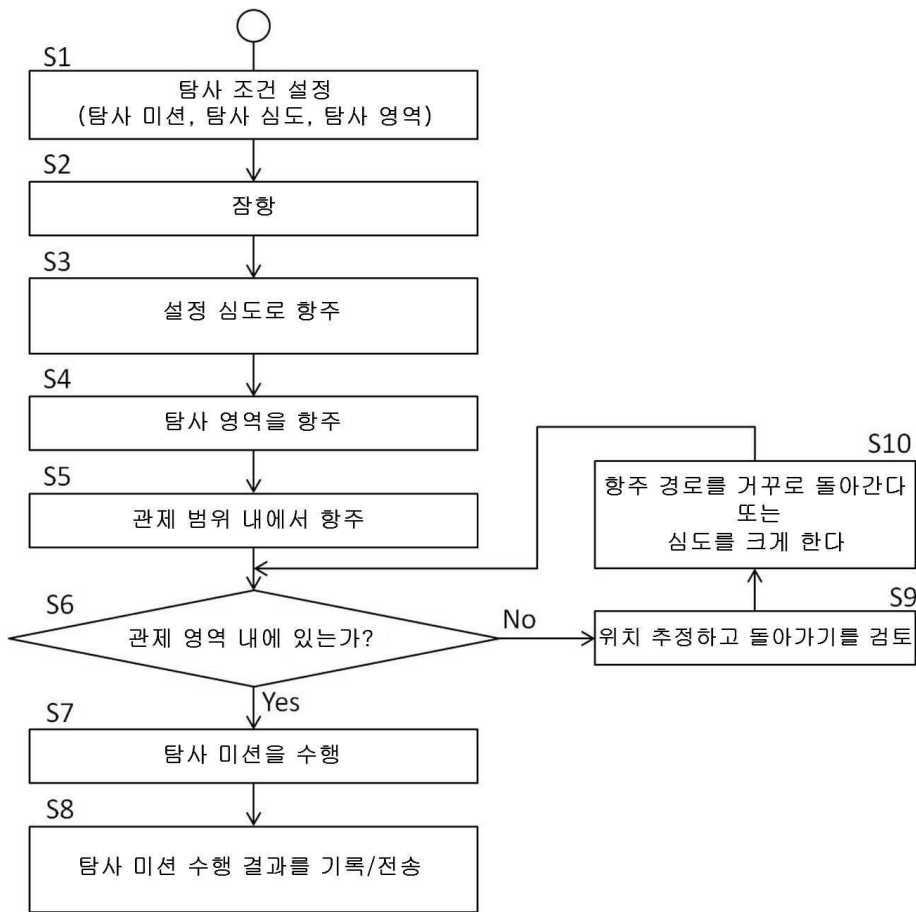 S1
탐사 조건 설정
(탐사 미션, 탐사 심도, 탐사 영역)
S2
잠항
S3
설정 심도로 항주
S4
탐사 영역을 항주
S5
관제 범위 내에서 항주
S6
관제 영역 내에 있는가?
No
Yes
S7
탐사 미션을 수행
S8
탐사 미션 수행 결과를 기록/전송
S9
위치 추정하고 돌아가기를 검토
S10
항주 경로를 거꾸로 돌아간다
또는
심도를 크게 한다